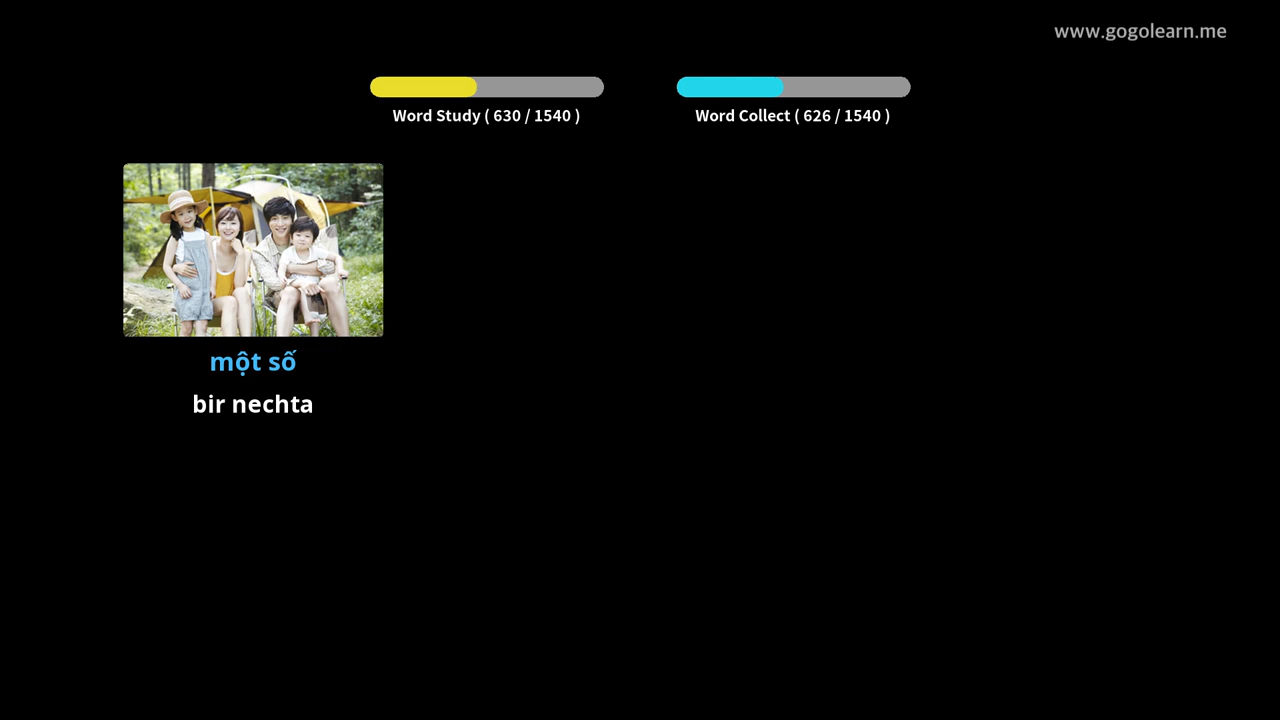 www.gogolearn.me
Word Study ( 630 / 1540 )
Word Collect ( 626 / 1540 )
một số
bir nechta